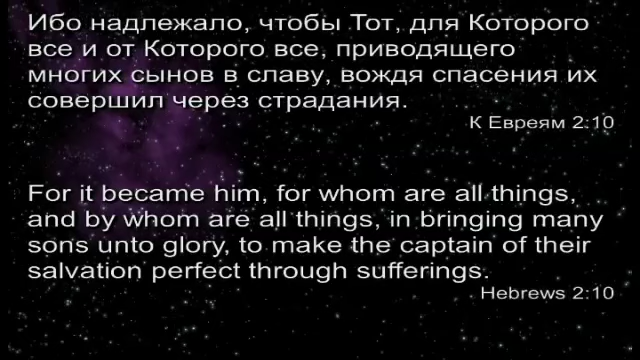 Ибо надлежало, чтобы Тот, для Которого
все и от Которого все, приводящего
многих сынов в славу, вождя спасения их
совершил через страдания.
К Евреям 2:10
For it became him, for whom are all things,
and by whom are all things, in bringing many
sons unto glory, to make the captain of their
salvation perfect through sufferings.
Hebrews 2:10